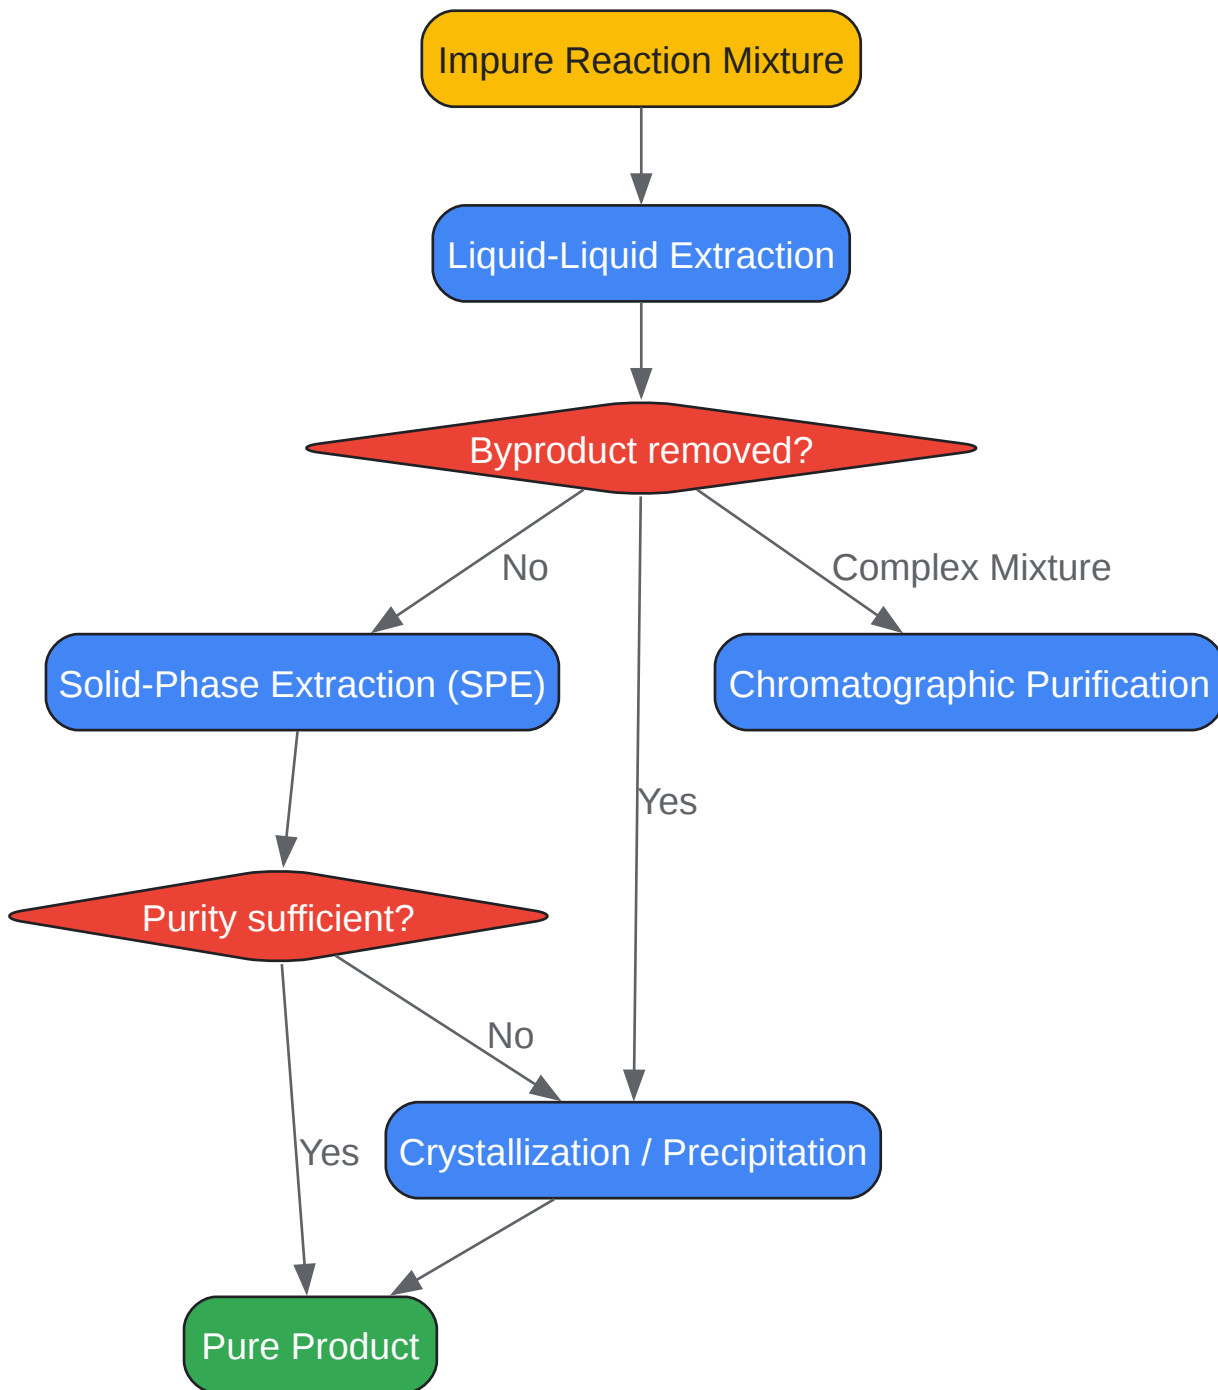 Impure Reaction Mixture
Liquid-Liquid Extraction
Byproduct removed?
No
Complex Mixture
Solid-Phase Extraction (SPE)
Chromatographic Purification
Yes
Purity sufficient?
No
Yes
Crystallization / Precipitation
Pure Product